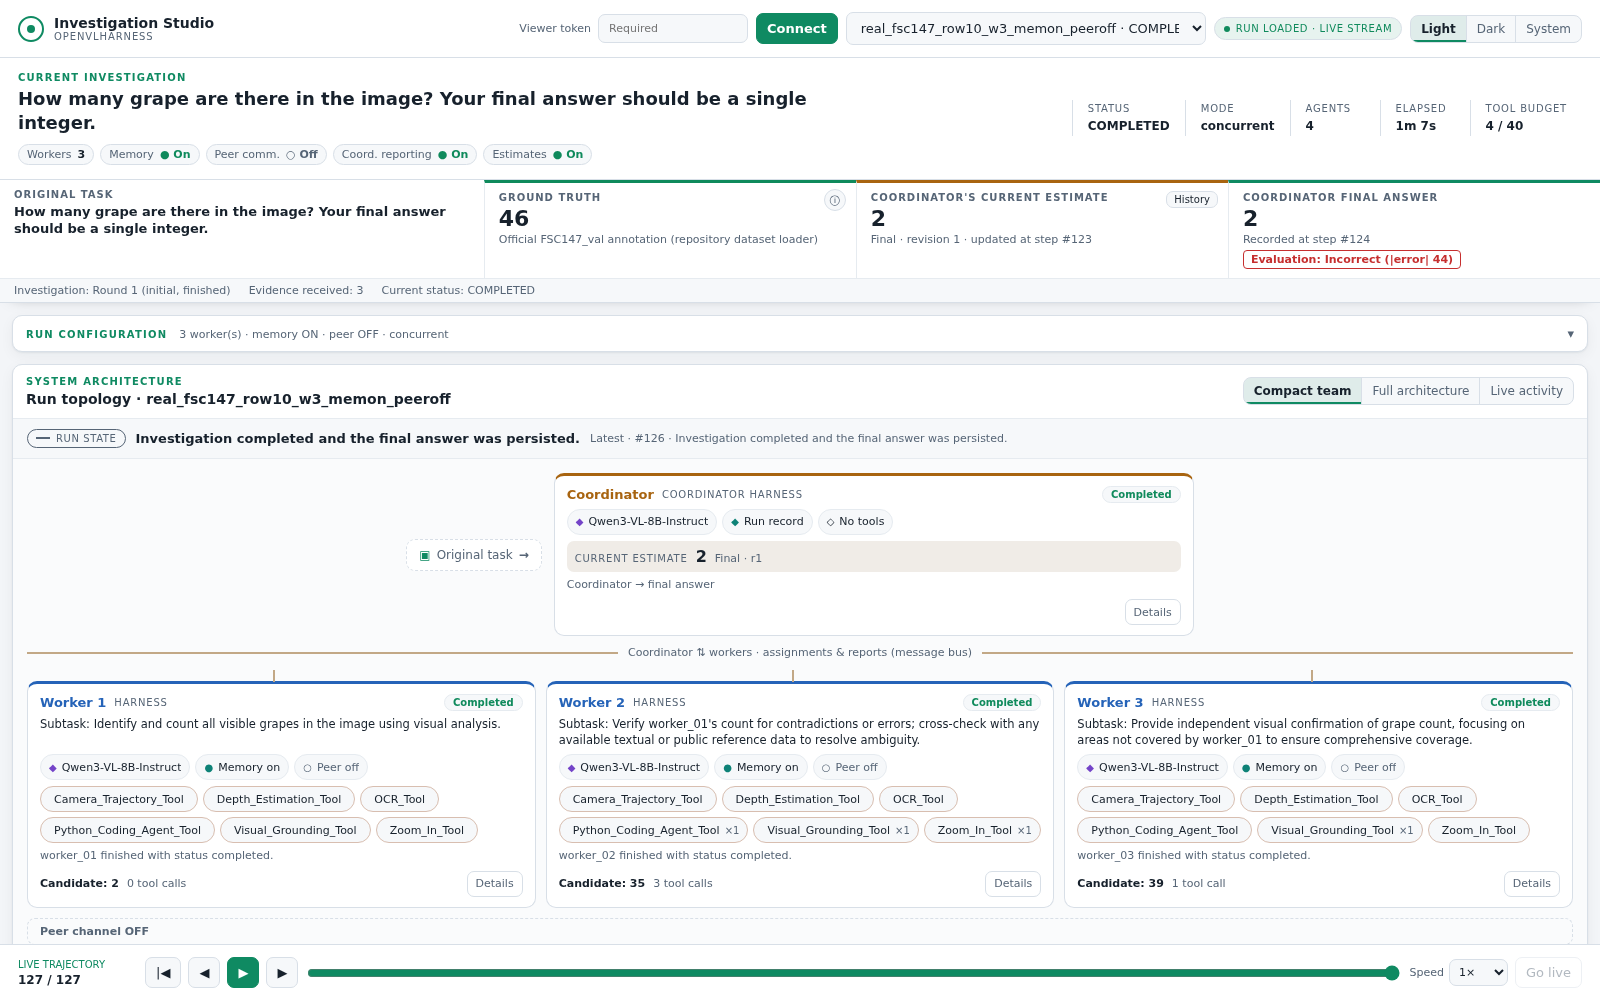 Investigation Studio
OPENVLHARNESS
Viewer token
Required
Connect
real_fsc147_row10_w3_memon_peeroff · COMPLE
● RUN LOADED · LIVE STREAM
Light
Dark
System
CURRENT INVESTIGATION
How many grape are there in the image? Your final answer should be a single
integer.
Workers 3
Memory ● On
Peer comm. ○ Off
Coord. reporting ● On
Estimates ● On
STATUS
COMPLETED
MODE
concurrent
AGENTS
4
ELAPSED
1m 7s
TOOL BUDGET
4 / 40
ORIGINAL TASK
How many grape are there in the image? Your final answer
should be a single integer.
GROUND TRUTH
ⓘ
46
Official FSC147_val annotation (repository dataset loader)
COORDINATOR'S CURRENT ESTIMATE
History
2
Final · revision 1 · updated at step #123
COORDINATOR FINAL ANSWER
2
Recorded at step #124
Evaluation: Incorrect (|error| 44)
Investigation: Round 1 (initial, finished)
Evidence received: 3
Current status: COMPLETED
RUN CONFIGURATION
3 worker(s) · memory ON · peer OFF · concurrent
▾
SYSTEM ARCHITECTURE
Run topology · real_fsc147_row10_w3_memon_peeroff
Compact team
Full architecture
Live activity
RUN STATE
Investigation completed and the final answer was persisted.
Latest · #126 · Investigation completed and the final answer was persisted.
▣ Original task →
Coordinator COORDINATOR HARNESS
Completed
◆ Qwen3-VL-8B-Instruct
◆ Run record
◇ No tools
CURRENT ESTIMATE 2 Final · r1
Coordinator → final answer
Details
Coordinator ⇅ workers · assignments & reports (message bus)
Worker 1 HARNESS
Completed
Subtask: Identify and count all visible grapes in the image using visual analysis.
◆ Qwen3-VL-8B-Instruct
● Memory on
○ Peer off
Camera_Trajectory_Tool
Depth_Estimation_Tool
OCR_Tool
Python_Coding_Agent_Tool
Visual_Grounding_Tool
Zoom_In_Tool
worker_01 finished with status completed.
Candidate: 2 0 tool calls
Details
Worker 2 HARNESS
Completed
Subtask: Verify worker_01's count for contradictions or errors; cross-check with any
available textual or public reference data to resolve ambiguity.
◆ Qwen3-VL-8B-Instruct
● Memory on
○ Peer off
Camera_Trajectory_Tool
Depth_Estimation_Tool
OCR_Tool
Python_Coding_Agent_Tool ×1
Visual_Grounding_Tool ×1
Zoom_In_Tool ×1
worker_02 finished with status completed.
Candidate: 35 3 tool calls
Details
Worker 3 HARNESS
Completed
Subtask: Provide independent visual confirmation of grape count, focusing on
areas not covered by worker_01 to ensure comprehensive coverage.
◆ Qwen3-VL-8B-Instruct
● Memory on
○ Peer off
Camera_Trajectory_Tool
Depth_Estimation_Tool
OCR_Tool
Python_Coding_Agent_Tool
Visual_Grounding_Tool ×1
Zoom_In_Tool
worker_03 finished with status completed.
Candidate: 39 1 tool call
Details
Peer channel OFF
LIVE TRAJECTORY
127 / 127
Speed
1×
Go live